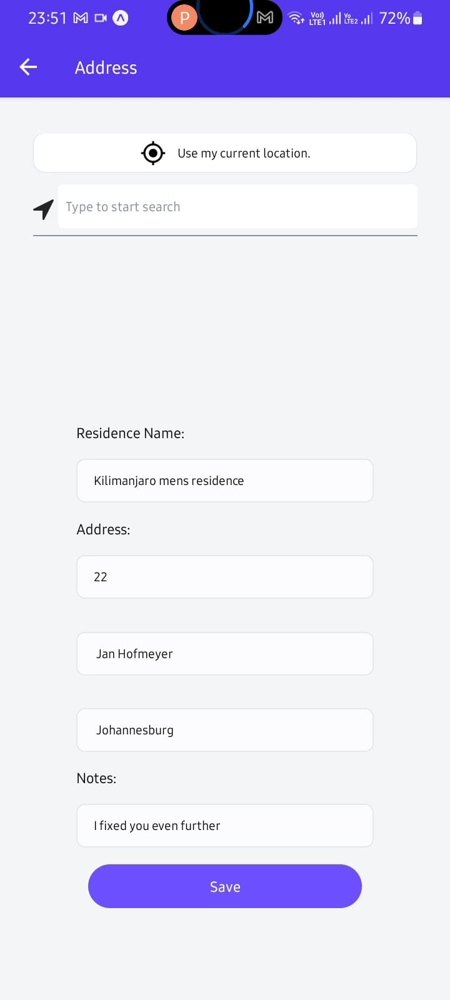 23:51 P Vo)) LTE1 Vo LTE2 72%
Address
Use my current location.
Type to start search
Residence Name:
Kilimanjaro mens residence
Address:
22
Jan Hofmeyer
Johannesburg
Notes:
I fixed you even further
Save